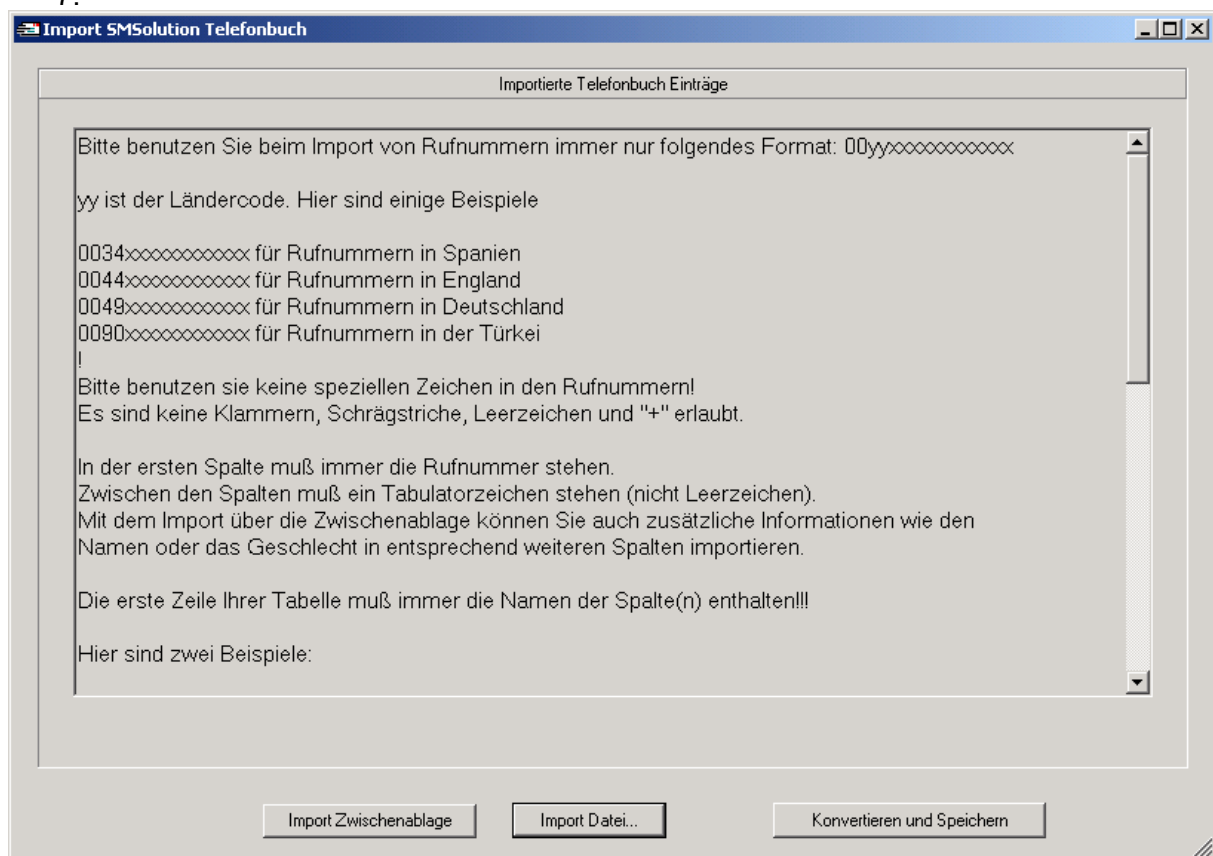 Import SMSolution Telefonbuch
Importierte Telefonbuch Einträge
Bitte benutzen Sie beim Import von Rufnummern immer nur folgendes Format: 00yyxxxxxxxxxxxx
yy ist der Ländercode. Hier sind einige Beispiele
0034xxxxxxxxxxxx für Rufnummern in Spanien
0044xxxxxxxxxxxx für Rufnummern in England
0049xxxxxxxxxxxx für Rufnummern in Deutschland
0090xxxxxxxxxxxx für Rufnummern in der Türkei
!
Bitte benutzen sie keine speziellen Zeichen in den Rufnummern!
Es sind keine Klammern, Schrägstriche, Leerzeichen und "+" erlaubt.
In der ersten Spalte muß immer die Rufnummer stehen.
Zwischen den Spalten muß ein Tabulatorzeichen stehen (nicht Leerzeichen).
Mit dem Import über die Zwischenablage können Sie auch zusätzliche Informationen wie den
Namen oder das Geschlecht in entsprechend weiteren Spalten importieren.
Die erste Zeile Ihrer Tabelle muß immer die Namen der Spalte(n) enthalten!!!
Hier sind zwei Beispiele:
Import Zwischenablage
Import Datei...
Konvertieren und Speichern